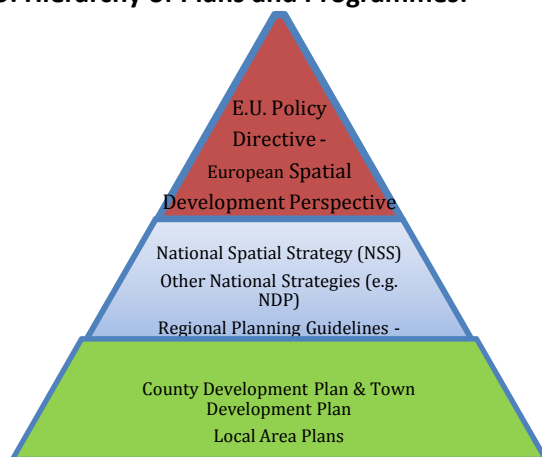 Hierarchy of Plans and Programmes.
E.U. Policy
Directive -
European Spatial
Development Perspective
National Spatial Strategy (NSS)
Other National Strategies (e.g.
NDP)
Regional Planning Guidelines -
County Development Plan & Town
Development Plan
Local Area Plans